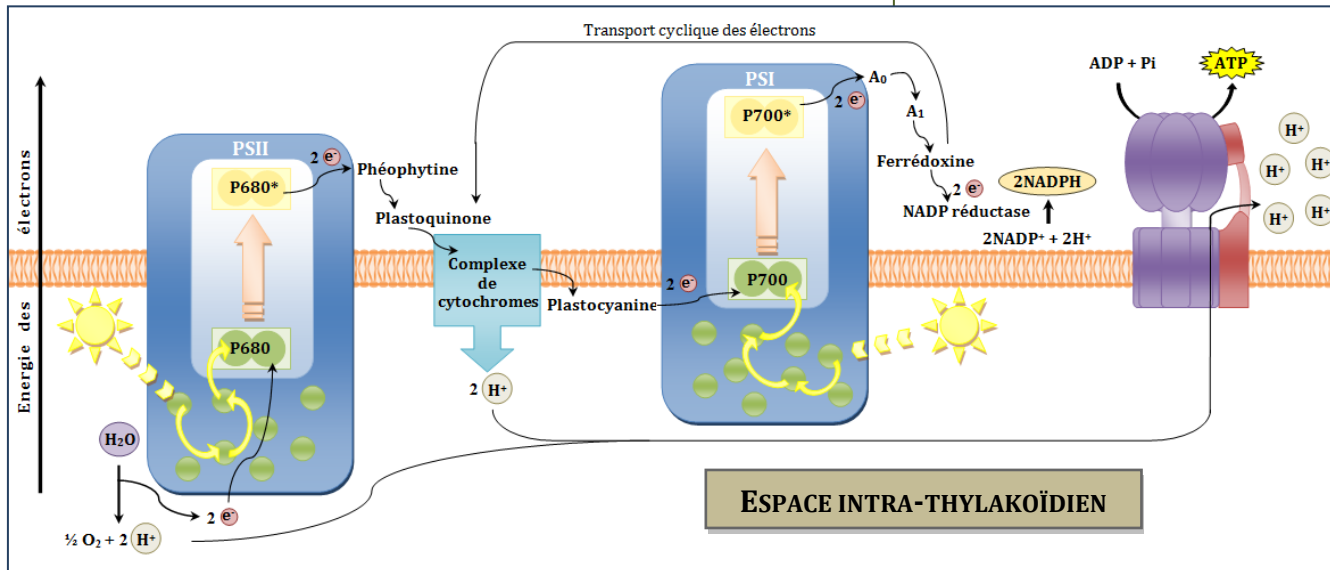 Transport cyclique des électrons
Energie des électrons
PSII
P680*
P680
2 e-
Phéophytine
Plastoquinone
Complexe
de
cytochromes
Plastocyanine
2 H+
H2O
2 e-
½ O2 + 2 H+
PSI
P700*
P700
2 e-
2 e-
A0
A1
Ferrédoxine
2 e-
NADP réductase
2NADPH
2NADP+ + 2H+
ADP + Pi
ATP
H+
H+
H+
H+
H+
H+
ESPACE INTRA-THYLAKOÏDIEN